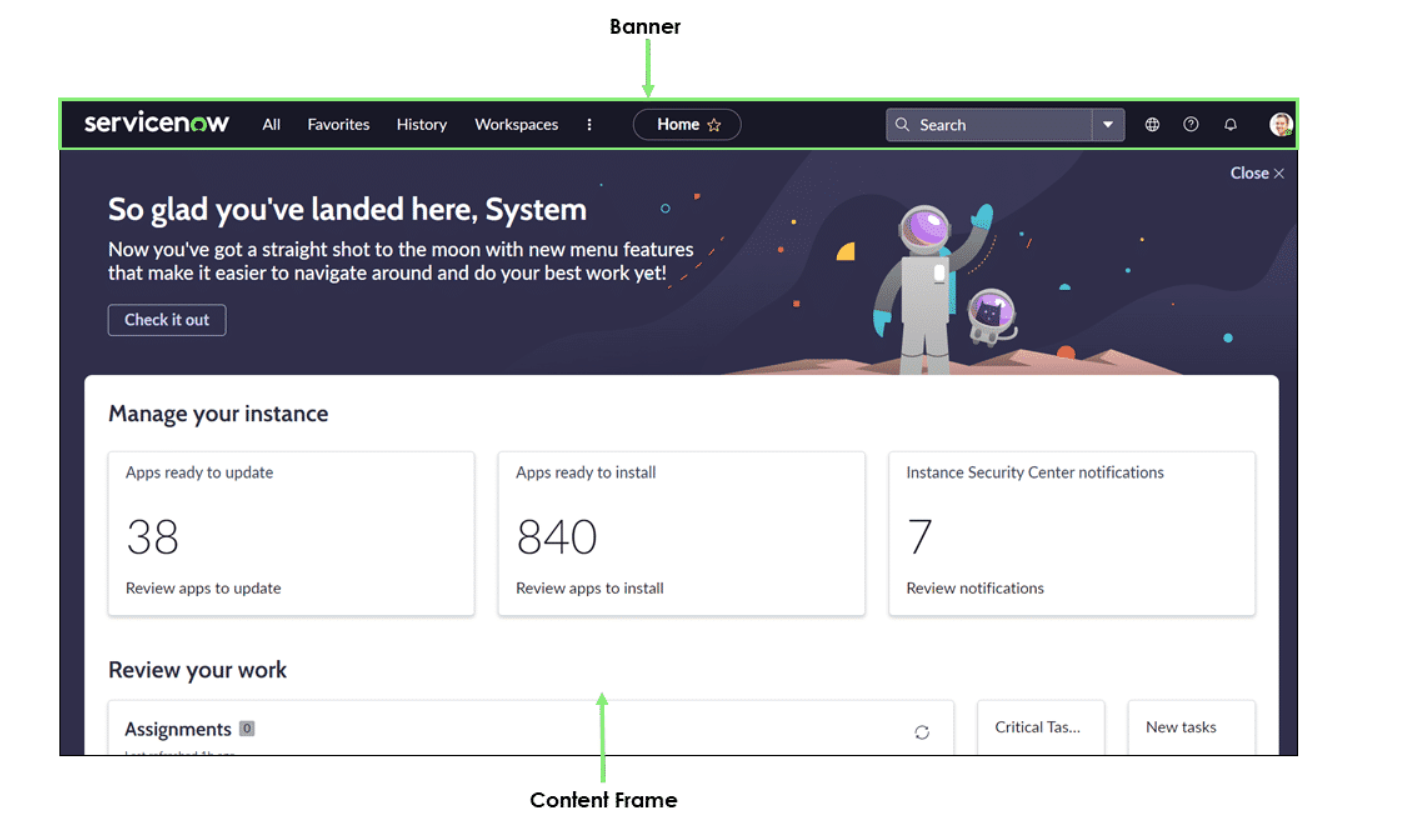 Banner
servicenow All Favorites History Workspaces Home Search
Close
So glad you've landed here, System
Now you've got a straight shot to the moon with new menu features
that make it easier to navigate around and do your best work yet!
Check it out
Manage your instance
Apps ready to update
38
Review apps to update
Apps ready to install
840
Review apps to install
Instance Security Center notifications
7
Review notifications
Review your work
Assignments 0
Last refreshed 1h ago
Critical Tas...
New tasks
Content Frame